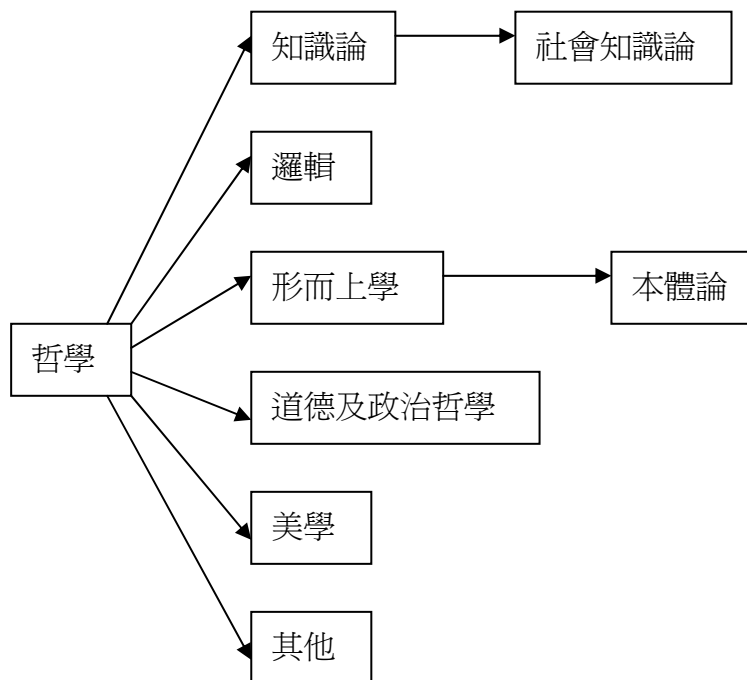 知識論
社會知識論
邏輯
形而上學
本體論
哲學
道德及政治哲學
美學
其他